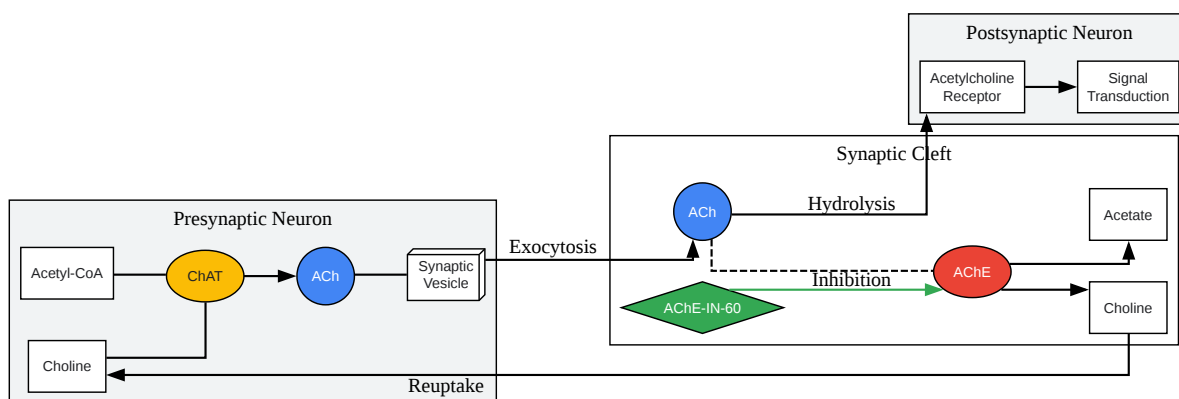 Postsynaptic Neuron
Acetylcholine
Receptor
Signal
Transduction
Synaptic Cleft
ACh
Hydrolysis
Acetate
AChE
Inhibition
AChE-IN-60
Choline
Presynaptic Neuron
Acetyl-CoA
ChAT
ACh
Synaptic
Vesicle
Exocytosis
Choline
Reuptake